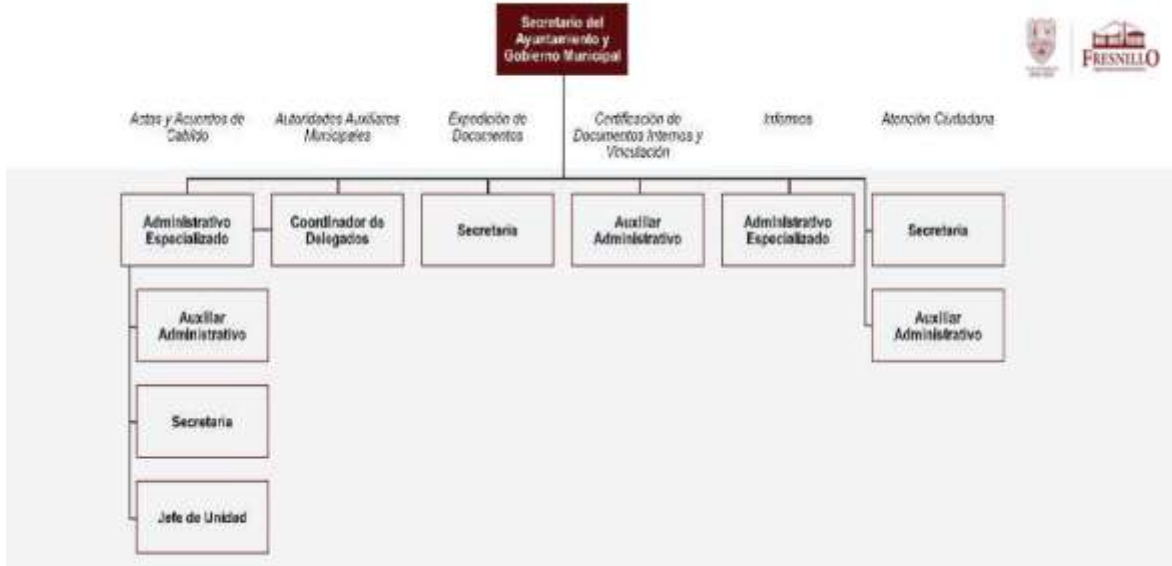 Secretario del
Ayuntamiento y
Gobierno Municipal
FRESNILLO
Actas y Acuerdos de
Cabildo
Autoridades Auxiliares
Municipales
Expedición de
Documentos
Certificación de
Documentos Internos y
Vinculación
Informes
Atención Ciudadana
Administrativo
Especializado
Coordinador de
Delegados
Secretaria
Auxiliar
Administrativo
Administrativo
Especializado
Secretaria
Auxiliar
Administrativo
Auxiliar
Administrativo
Secretaria
Jefe de Unidad